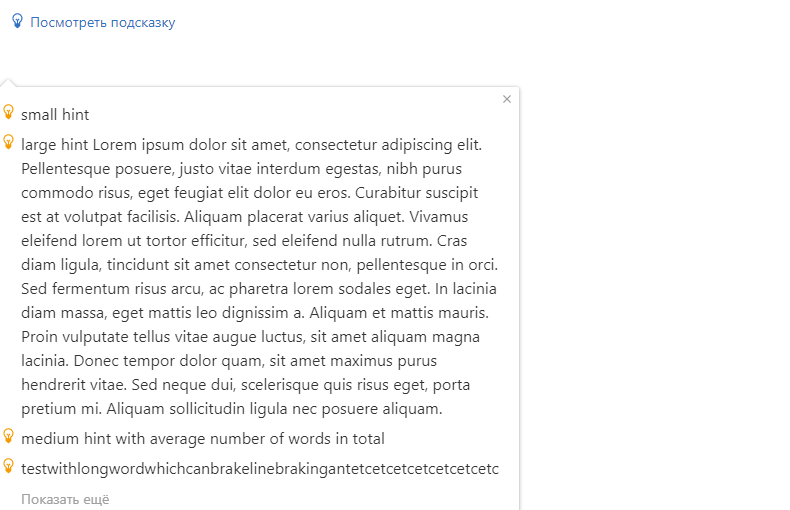 Посмотреть подсказку
small hint
large hint Lorem ipsum dolor sit amet, consectetur adipiscing elit.
Pellentesque posuere, justo vitae interdum egestas, nibh purus
commodo risus, eget feugiat elit dolor eu eros. Curabitur suscipit
est at volutpat facilisis. Aliquam placerat varius aliquet. Vivamus
eleifend lorem ut tortor efficitur, sed eleifend nulla rutrum. Cras
diam ligula, tincidunt sit amet consectetur non, pellentesque in orci.
Sed fermentum risus arcu, ac pharetra lorem sodales eget. In lacinia
diam massa, eget mattis leo dignissim a. Aliquam et mattis mauris.
Proin vulputate tellus vitae augue luctus, sit amet aliquam magna
lacinia. Donec tempor dolor quam, sit amet maximus purus
hendrerit vitae. Sed neque dui, scelerisque quis risus eget, porta
pretium mi. Aliquam sollicitudin ligula nec posuere aliquam.
medium hint with average number of words in total
testwithlongwordwhichcanbrakelinebrakingantetcetcetcetcetcetcetc
Показать ещё